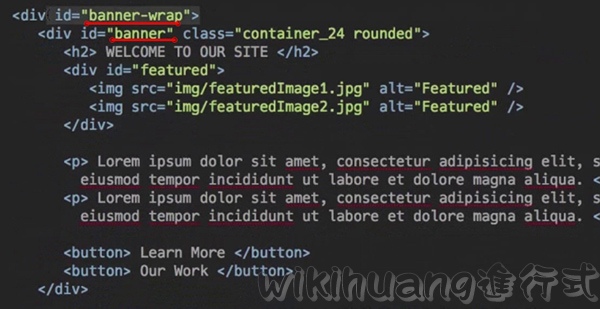 <div id="banner-wrap">
<div id="banner" class="container_24 rounded">
<h2> WELCOME TO OUR SITE </h2>
<div id="featured">
<img src="img/featuredImage1.jpg" alt="Featured" />
<img src="img/featuredImage2.jpg" alt="Featured" />
</div>
<p> Lorem ipsum dolor sit amet, consectetur adipisicing elit, s
eiusmod tempor incididunt ut labore et dolore magna aliqua. <
<p> Lorem ipsum dolor sit amet, consectetur adipisicing elit, s
eiusmod tempor incididunt ut labore et dolore magna aliqua. <
<button> Learn More </button>
<button> Our Work </button>
</div>
wikihuang進行式